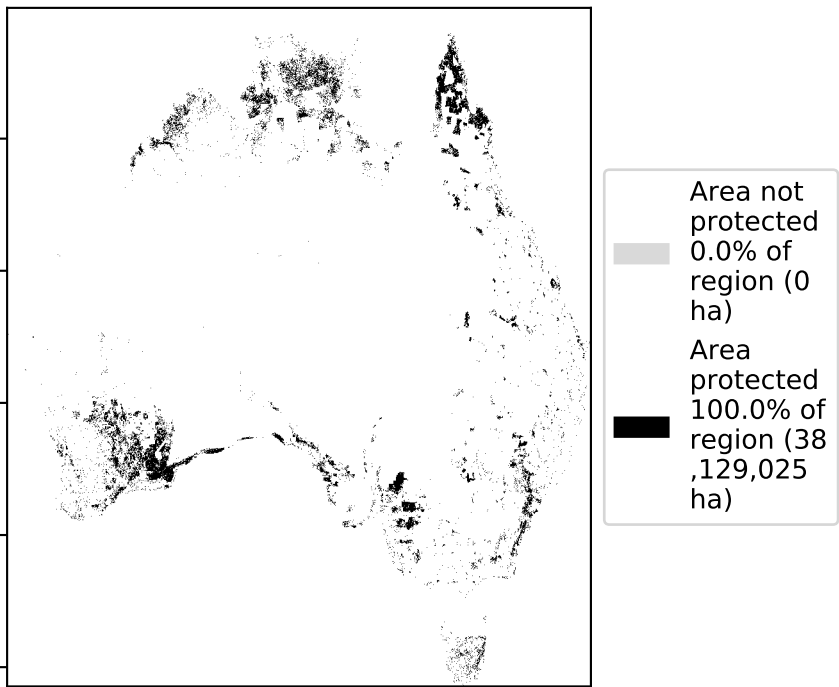 Area not
protected
0.0% of
region (0
ha)
Area
protected
100.0% of
region (38
,129,025
ha)